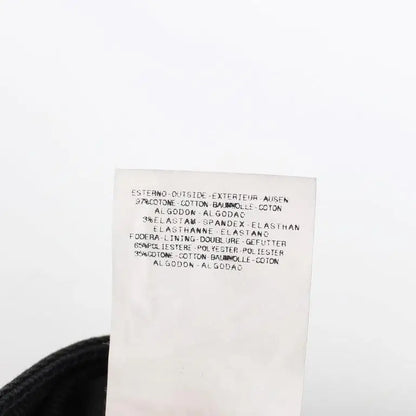 ESTERNO-OUTSIDE-EXTERIEUR-AUSEN
97%COTONE-COTTON-BAUMWOLLE-COTON
ALGODON-ALGODAO
3%ELASTAM-SPANDEX-ELASTHAN
ELASTHANNE-ELASTANO
FODERA-LINING-DOUBLURE-GEFUTTER
65%POLIESTERE-POLYESTER-POLIESTER
35%COTONE-COTTON-BAUMWOLLE-COTON
ALGODON-ALGODAO